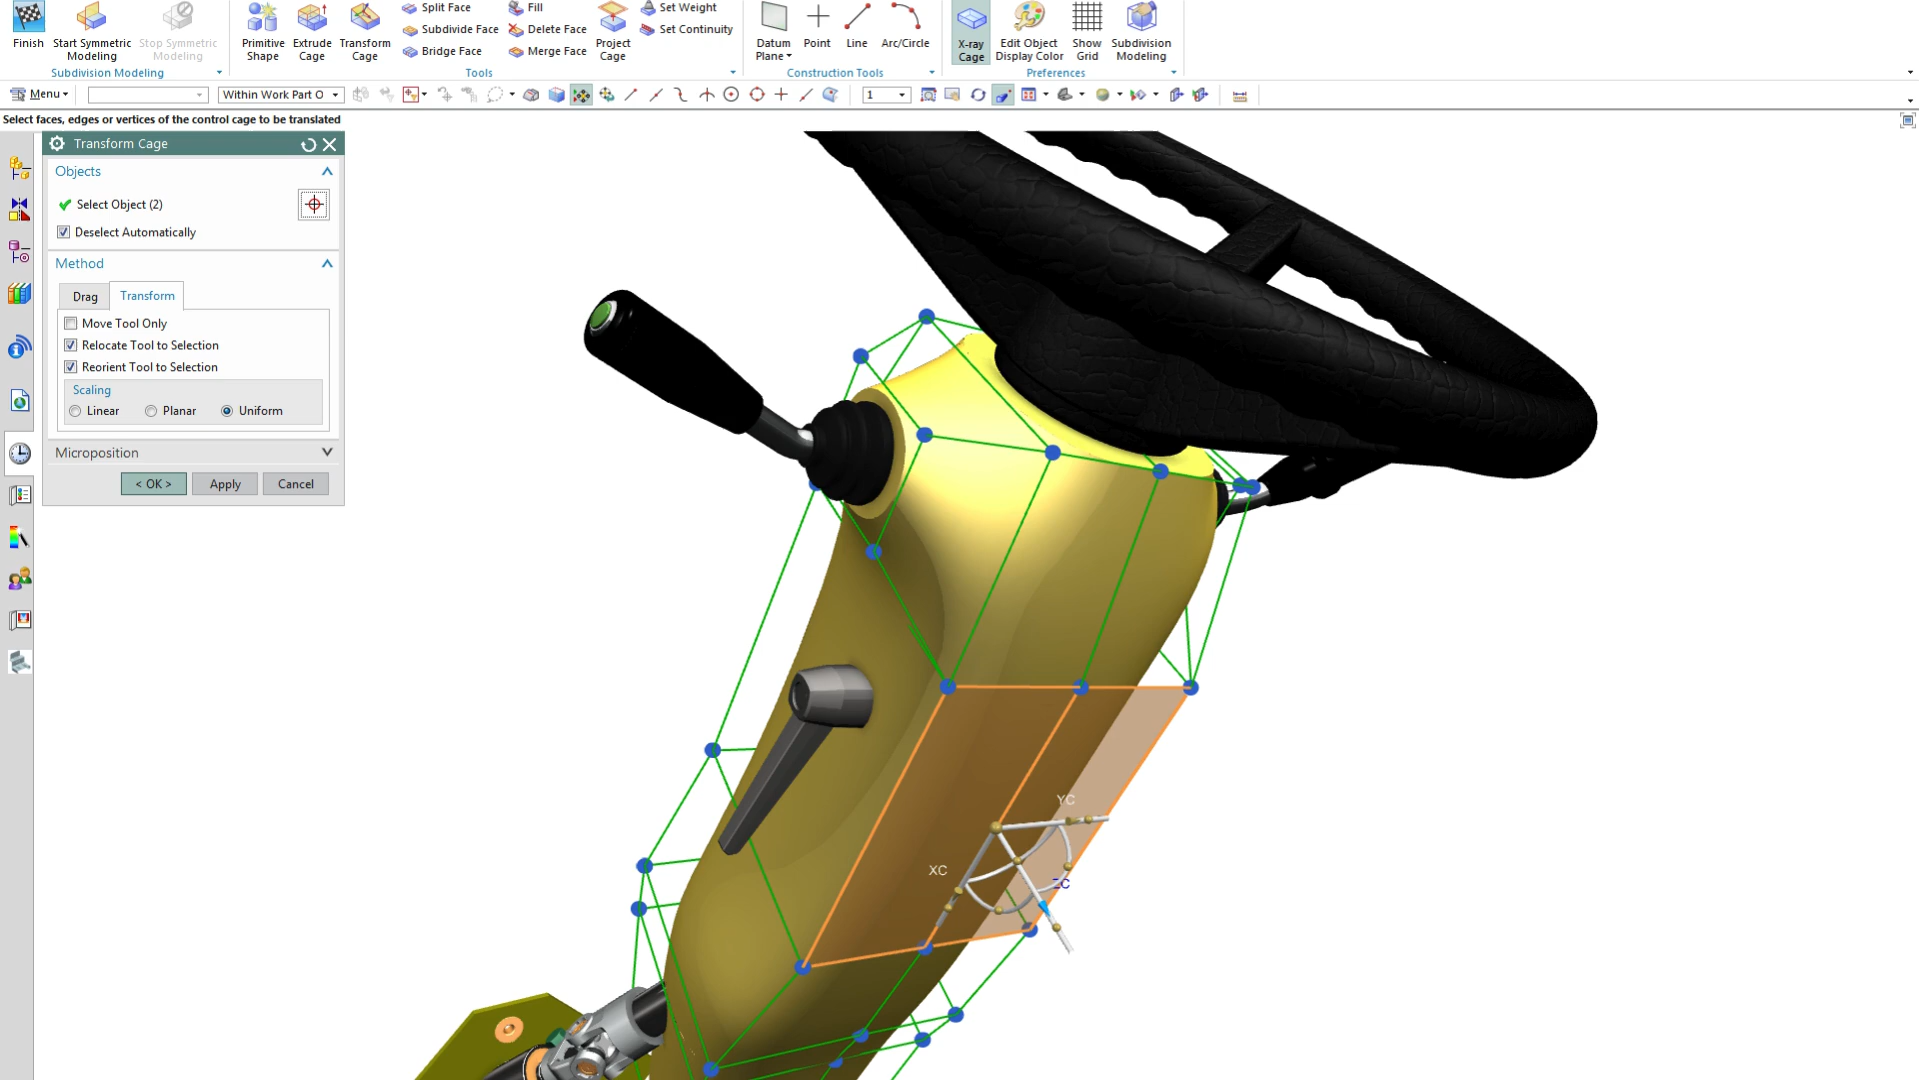 Finish
Start Symmetric Modeling
Stop Symmetric Modeling
Subdivision Modeling
Primitive Shape
Extrude Cage
Transform Cage
Split Face
Subdivide Face
Bridge Face
Fill
Delete Face
Merge Face
Project Cage
Set Weight
Set Continuity
Tools
Datum Plane
Point
Line
Arc/Circle
Construction Tools
X-ray Cage
Edit Object Display Color
Show Grid
Subdivision Modeling
Preferences
Menu
Within Work Part O
1
Select faces, edges or vertices of the control cage to be translated
Transform Cage
Objects
Select Object (2)
Deselect Automatically
Method
Drag
Transform
Move Tool Only
Relocate Tool to Selection
Reorient Tool to Selection
Scaling
Linear
Planar
Uniform
Microposition
< OK >
Apply
Cancel
YC
XC
ZC